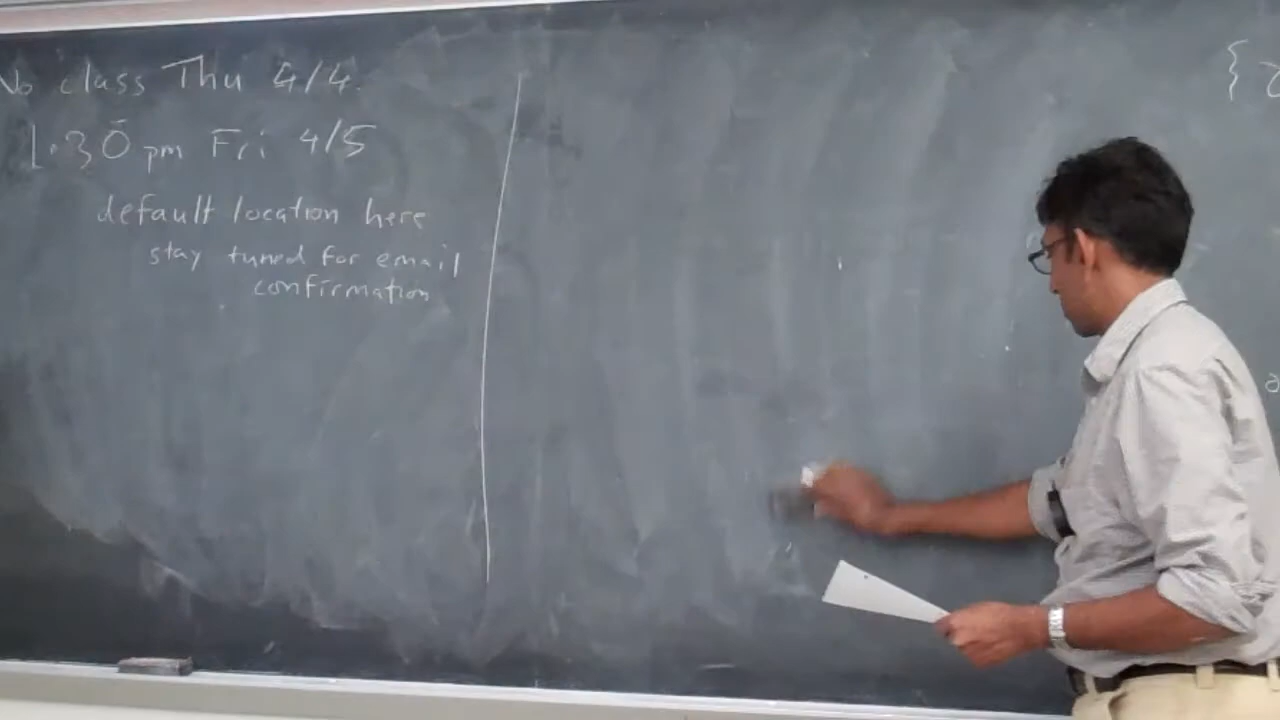 No class Thu 4/4.
1:30 pm Fri 4/5
default location here
stay tuned for email
confirmation
{